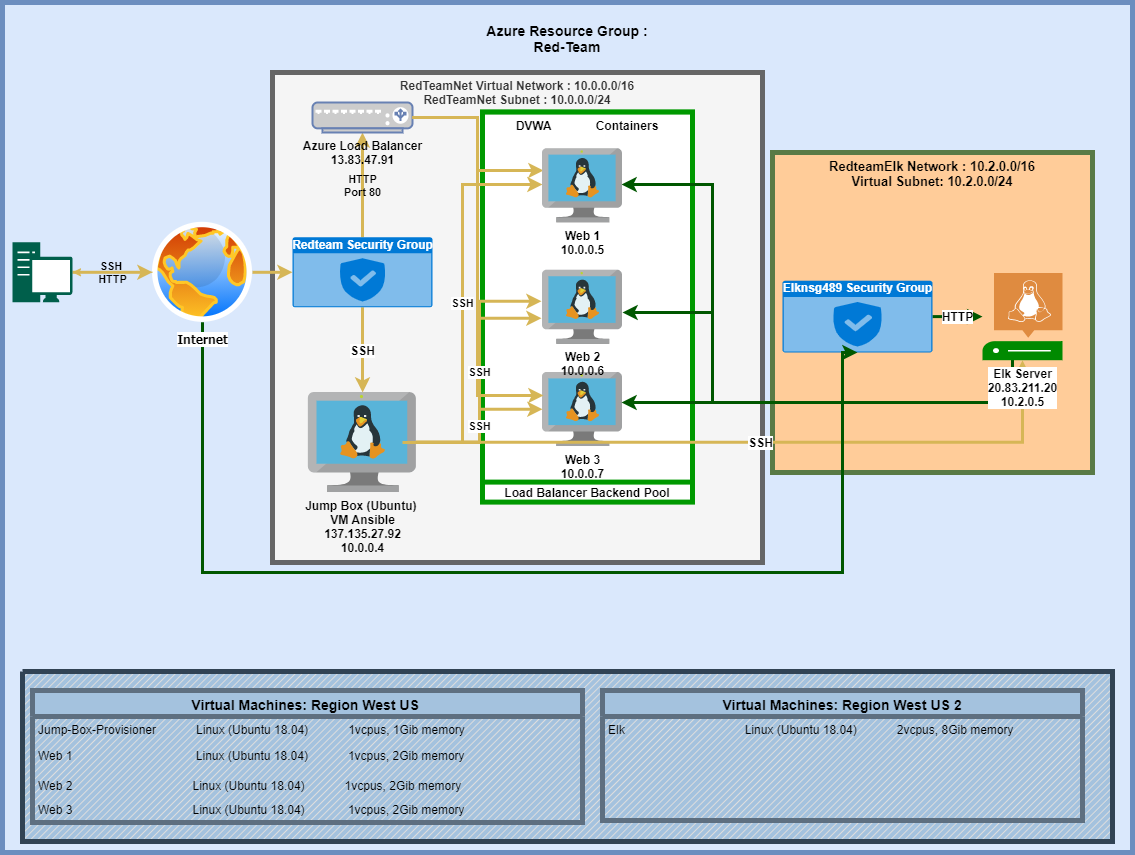 Azure Resource Group :
Red-Team
RedTeamNet Virtual Network : 10.0.0.0/16
RedTeamNet Subnet : 10.0.0.0/24
DVWA Containers
Azure Load Balancer
13.83.47.91
HTTP
Port 80
Redteam Security Group
SSH
HTTP
Internet
SSH
Web 1
10.0.0.5
SSH
Web 2
10.0.0.6
SSH
SSH
Web 3
10.0.0.7
Load Balancer Backend Pool
Jump Box (Ubuntu)
VM Ansible
137.135.27.92
10.0.0.4
RedteamElk Network : 10.2.0.0/16
Virtual Subnet: 10.2.0.0/24
Elknsg489 Security Group
HTTP
Elk Server
20.83.211.20
10.2.0.5
SSH
Virtual Machines: Region West US
Jump-Box-Provisioner Linux (Ubuntu 18.04) 1vcpus, 1Gib memory
Web 1 Linux (Ubuntu 18.04) 1vcpus, 2Gib memory
Web 2 Linux (Ubuntu 18.04) 1vcpus, 2Gib memory
Web 3 Linux (Ubuntu 18.04) 1vcpus, 2Gib memory
Virtual Machines: Region West US 2
Elk Linux (Ubuntu 18.04) 2vcpus, 8Gib memory